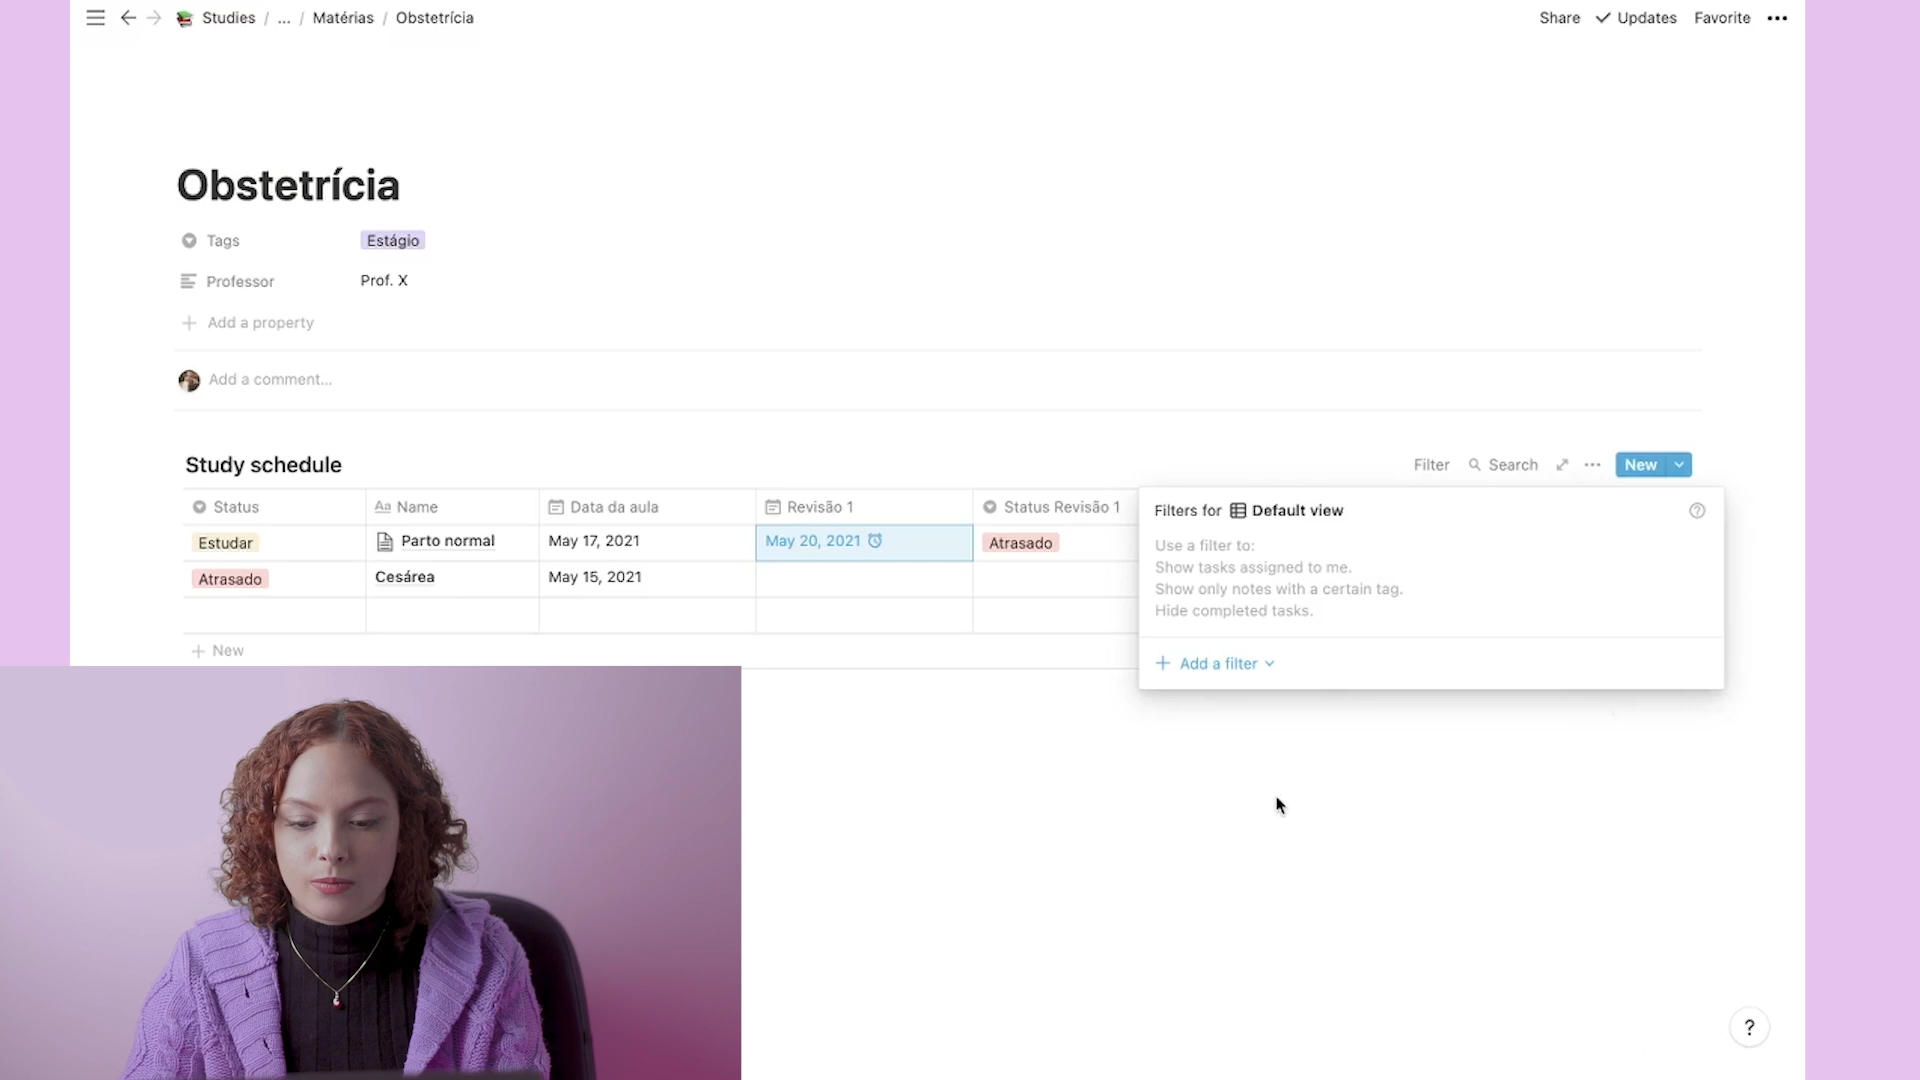 Studies / ... / Matérias / Obstetrícia
Share Updates Favorite
Obstetrícia
Tags Estágio
Professor Prof. X
Add a property
Add a comment...
Study schedule
Filter Search New
Status Aa Name Data da aula Revisão 1 Status Revisão 1
Estudar Parto normal May 17, 2021 May 20, 2021 Atrasado
Atrasado Cesárea May 15, 2021
+ New
Filters for Default view
Use a filter to:
Show tasks assigned to me.
Show only notes with a certain tag.
Hide completed tasks.
+ Add a filter
?